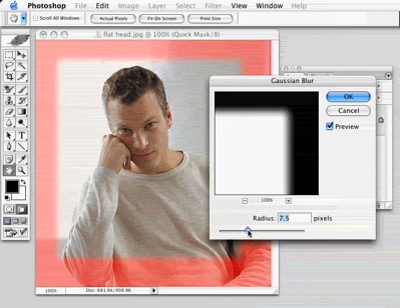 Photoshop File Edit Image Layer Select Filter View Window
Scroll All Windows Actual Pixels Fit On Screen Print Size
flat head.jpg @ 100% (Quick Mask/8)
Gaussian Blur
OK
Cancel
Preview
100%
Radius: 7.5 pixels
T
100% Doc: 681.6K/908.8K